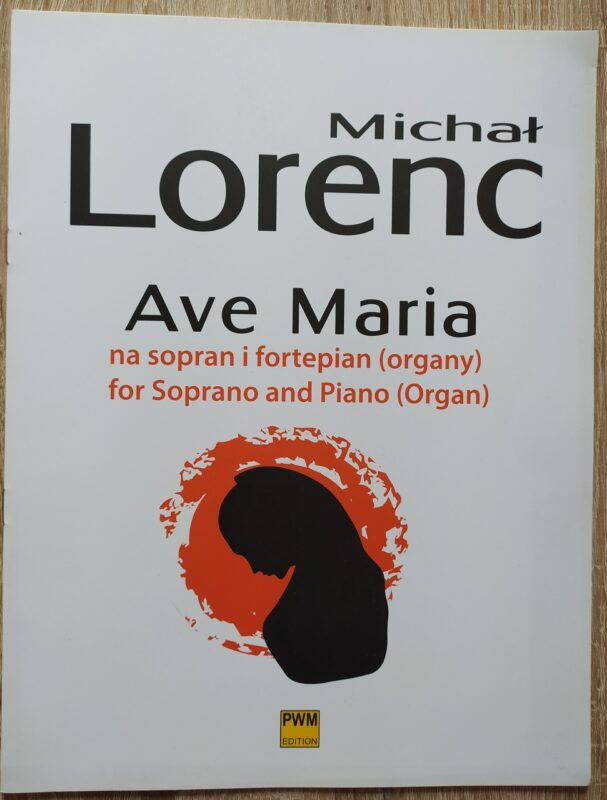 Michał
Lorenc
Ave Maria
na sopran i fortepian (organy)
for Soprano and Piano (Organ)
PWM
EDITION